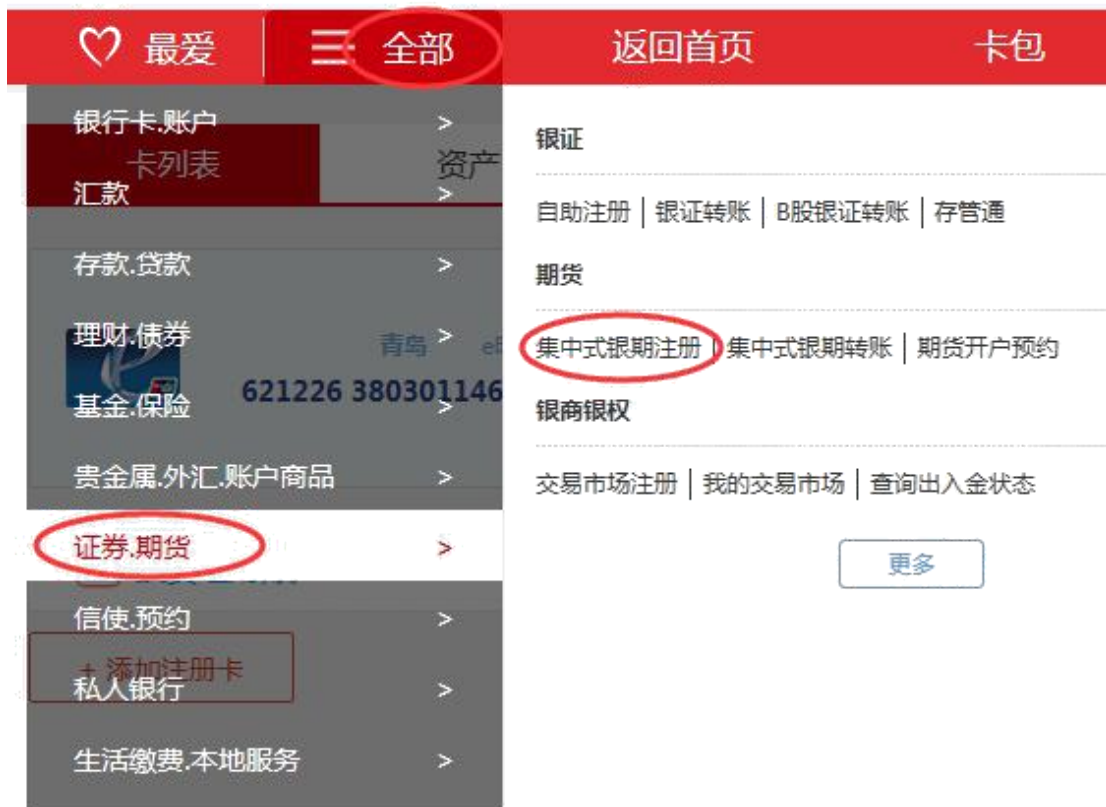 最爱 全部 返回首页 卡包
银行卡.账户 >
卡列表 资产
汇款 >
存款.贷款 >
理财.债券 >
青岛
621226 380301146
基金.保险 >
贵金属.外汇.账户商品 >
证券.期货 >
信使.预约 >
+ 添加注册卡
私人银行 >
生活缴费.本地服务 >
银证
自助注册 | 银证转账 | B股银证转账 | 存管通
期货
集中式银期注册 | 集中式银期转账 | 期货开户预约
银商银权
交易市场注册 | 我的交易市场 | 查询出入金状态
更多